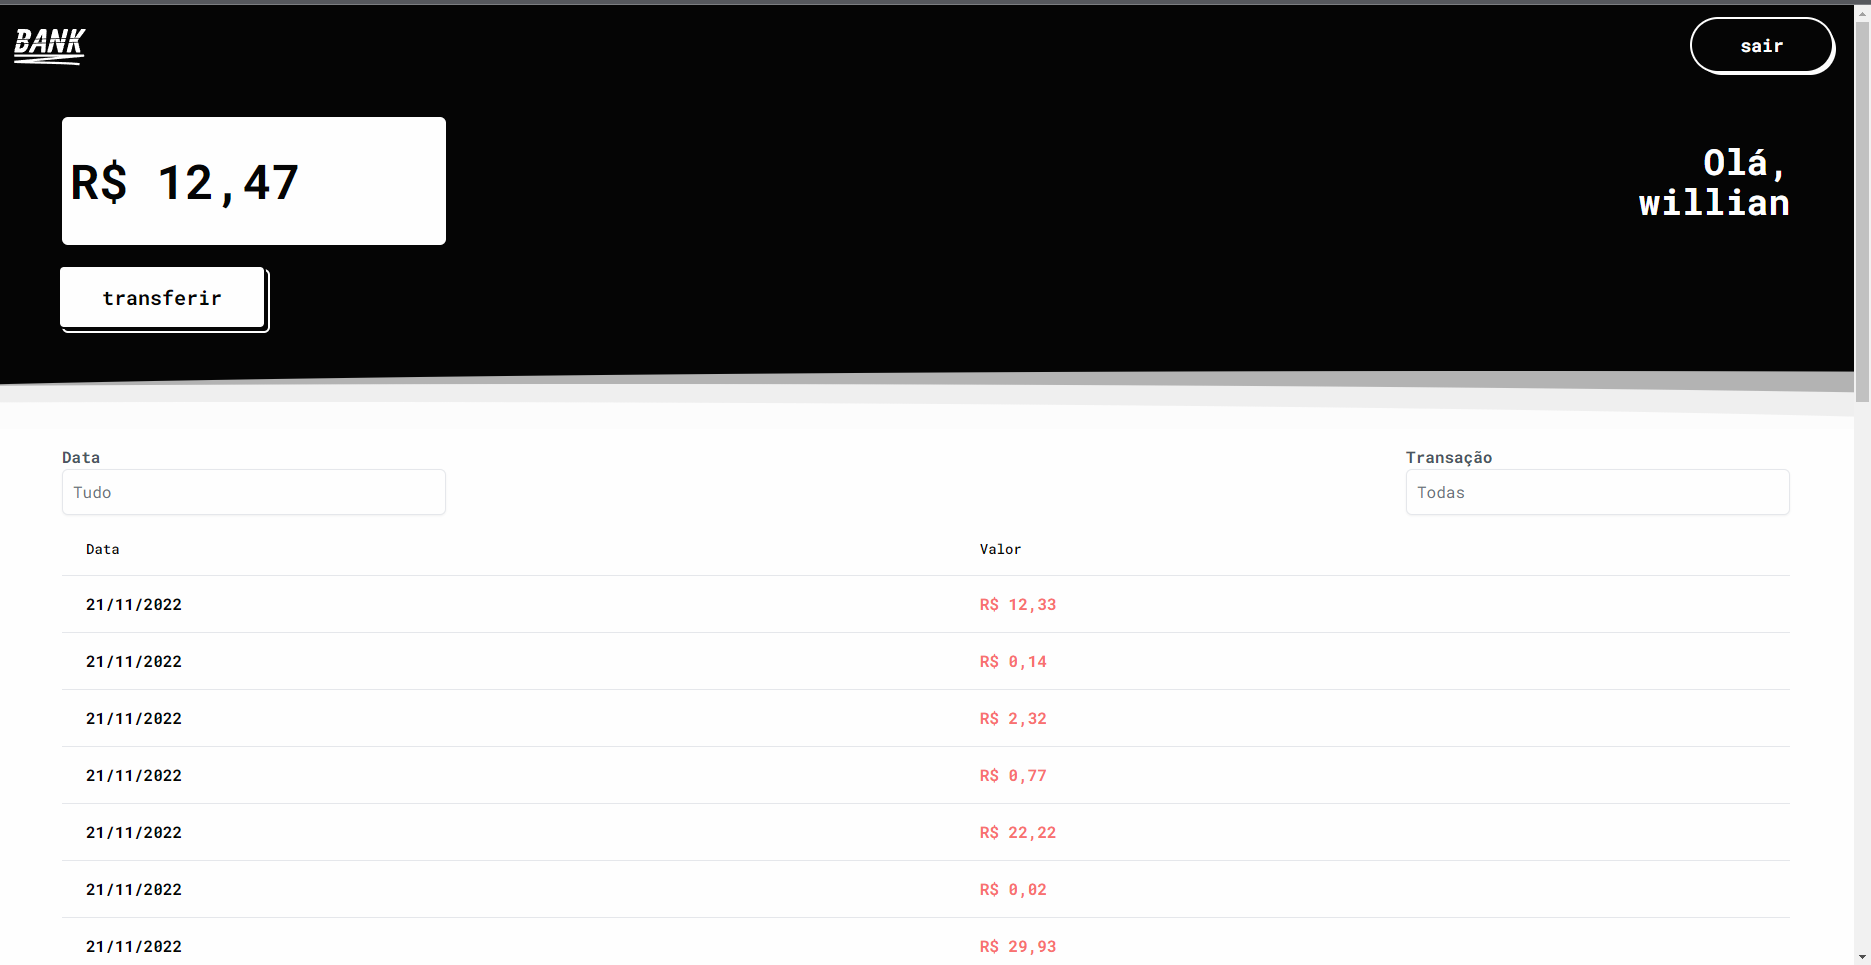 BANK
sair
R$ 12,47
Olá,
willian
transferir
Data
Transação
Tudo
Todas
Data Valor
21/11/2022 R$ 12,33
21/11/2022 R$ 0,14
21/11/2022 R$ 2,32
21/11/2022 R$ 0,77
21/11/2022 R$ 22,22
21/11/2022 R$ 0,02
21/11/2022 R$ 29,93